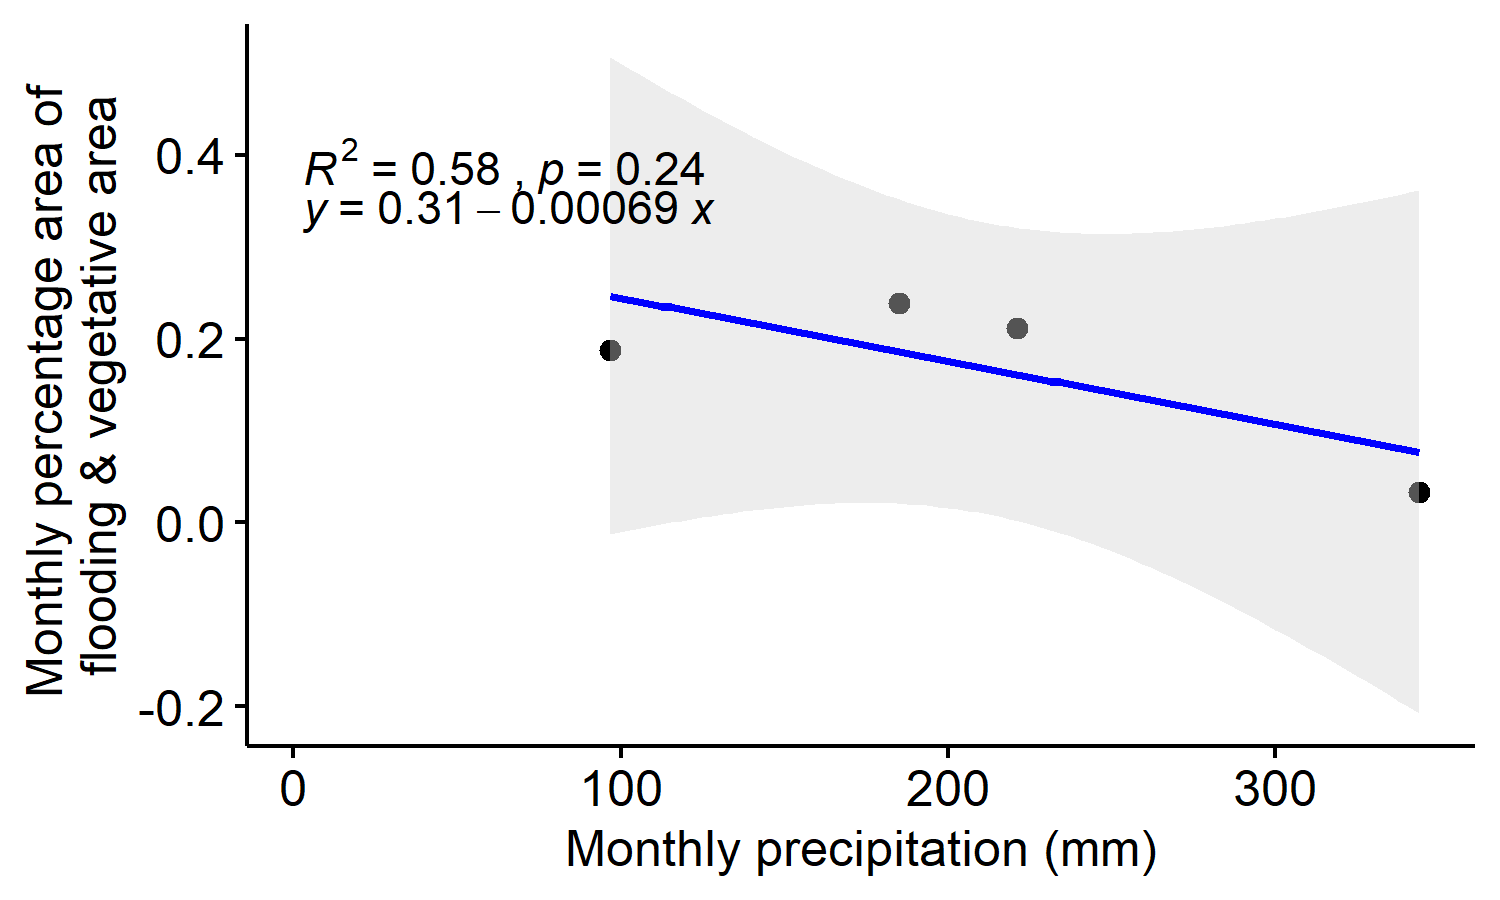 Monthly percentage area of
flooding & vegetative area
0.4
0.2
0.0
-0.2
R² = 0.58 , p = 0.24
y = 0.31 – 0.00069 x
0 100 200 300
Monthly precipitation (mm)